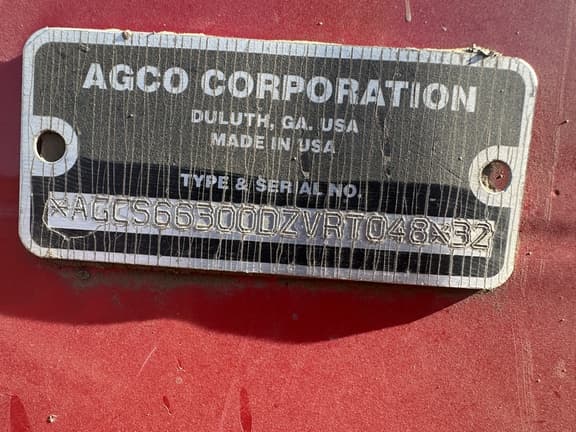 AGCO CORPORATION
DULUTH, GA. USA
MADE IN USA
TYPE & SERIAL NO.
*AGCS66300DZVRT048*32